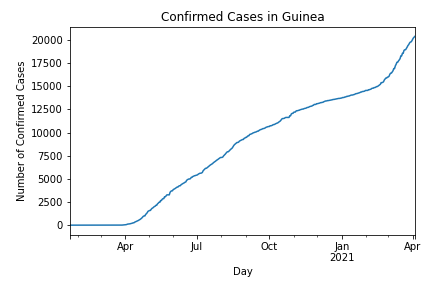 Confirmed Cases in Guinea
Number of Confirmed Cases
20000
17500
15000
12500
10000
7500
5000
2500
0
Apr
Jul
Oct
Jan
2021
Apr
Day